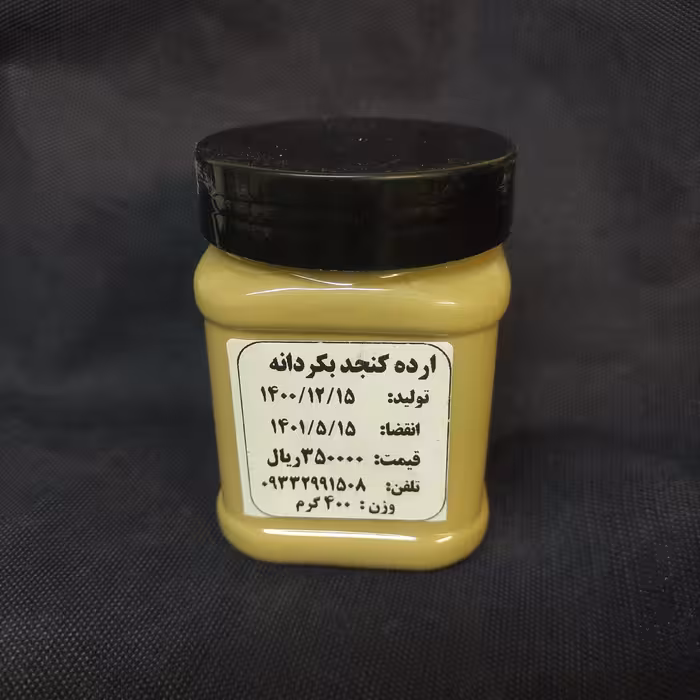 ارده کنجد بکردانه
تولید: ۱۴۰۰/۱۲/۱۵
انقضا: ۱۴۰۱/۵/۱۵
قیمت: ۳۵۰۰۰۰ریال
تلفن: ۰۹۳۳۲۹۹۱۵۰۸
وزن : ۴۰۰ گرم